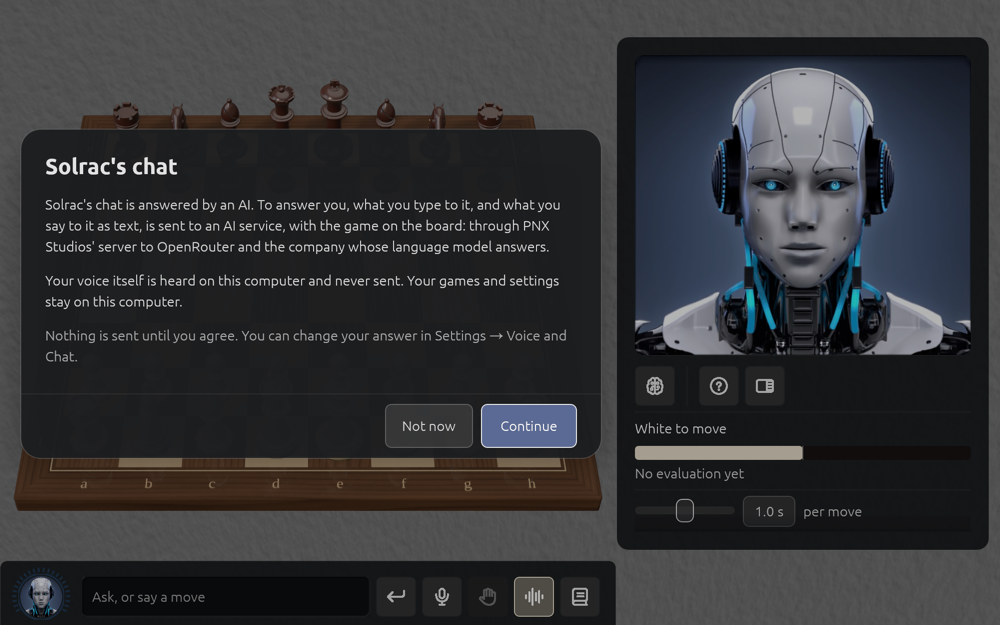 Solrac's chat
Solrac's chat is answered by an AI. To answer you, what you type to it, and what you
say to it as text, is sent to an AI service, with the game on the board: through PNX
Studios' server to OpenRouter and the company whose language model answers.
Your voice itself is heard on this computer and never sent. Your games and settings
stay on this computer.
Nothing is sent until you agree. You can change your answer in Settings → Voice and
Chat.
Not now
Continue
a b c d e f g h
White to move
No evaluation yet
1.0 s per move
Ask, or say a move